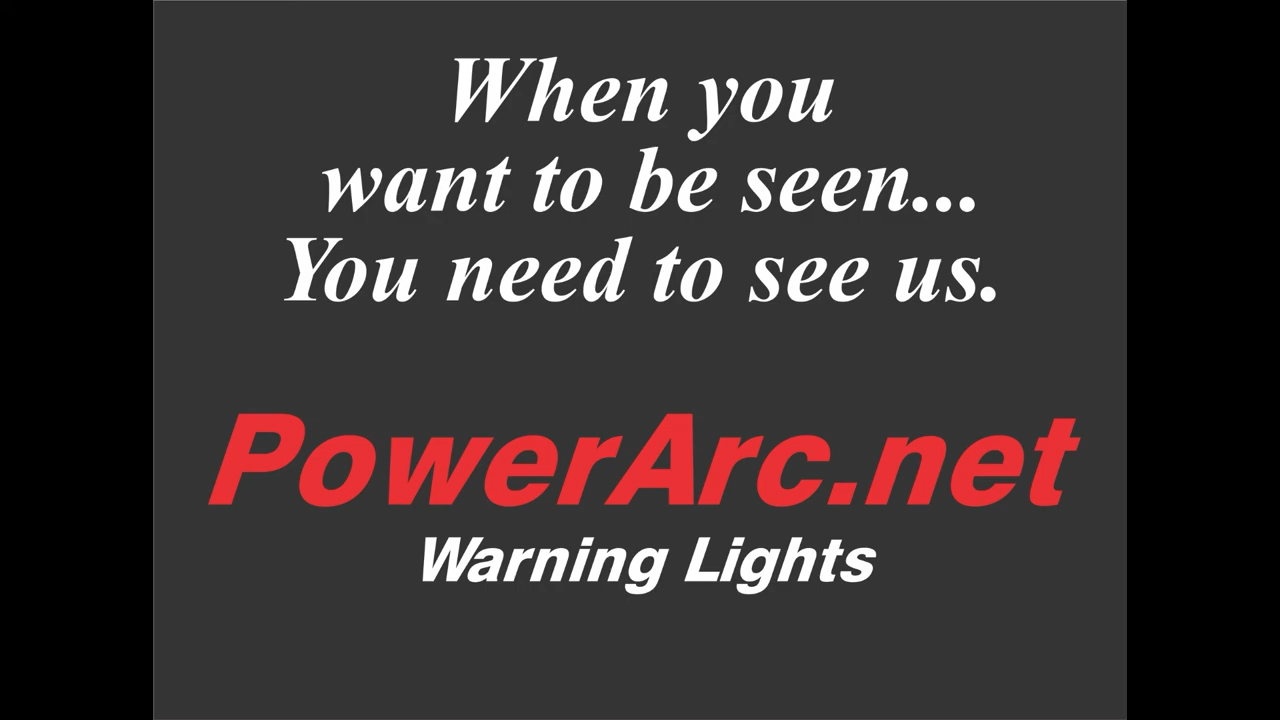 When you
want to be seen...
You need to see us.
PowerArc.net
Warning Lights